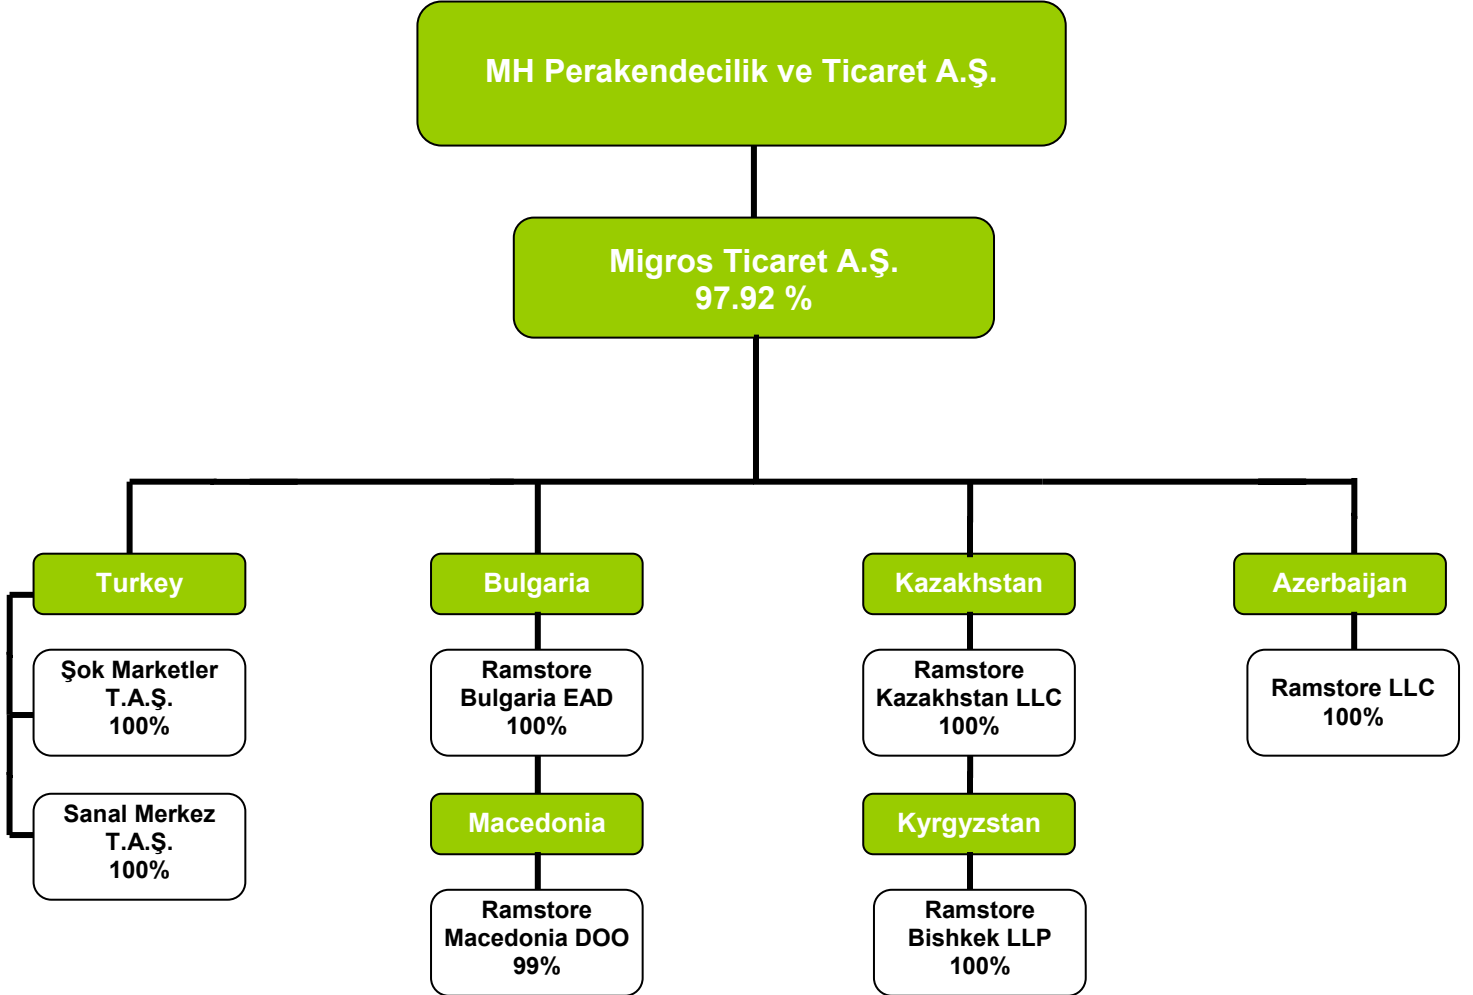 MH Perakendecilik ve Ticaret A.Ş.
Migros Ticaret A.Ş.
97.92 %
Turkey
Bulgaria
Kazakhstan
Azerbaijan
Şok Marketler
T.A.Ş.
100%
Ramstore
Bulgaria EAD
100%
Ramstore
Kazakhstan LLC
100%
Ramstore LLC
100%
Sanal Merkez
T.A.Ş.
100%
Macedonia
Kyrgyzstan
Ramstore
Macedonia DOO
99%
Ramstore
Bishkek LLP
100%